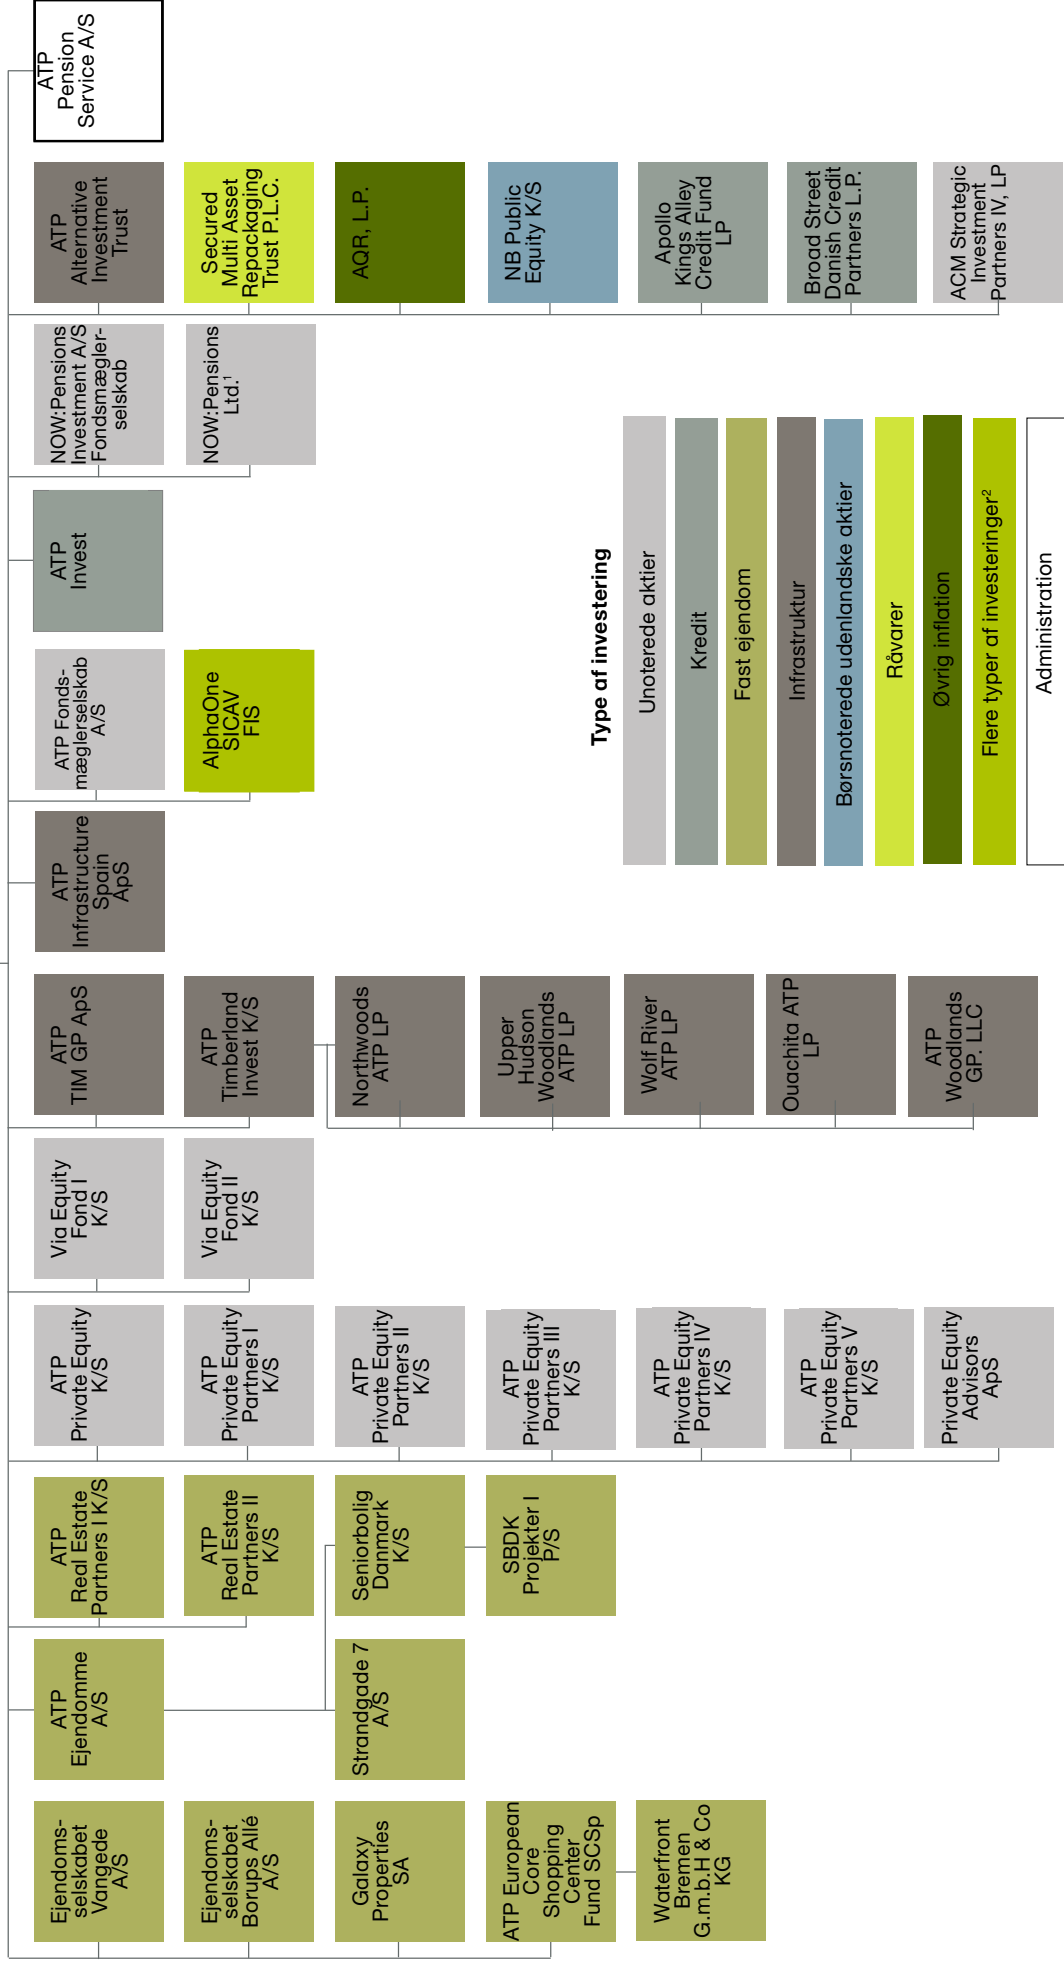 Ejendoms-
selskabet
Vangede
A/S
Ejendoms-
selskabet
Borups Allé
A/S
Galaxy
Properties
SA
ATP European
Core
Shopping
Center
Fund SCSp
Waterfront
Bremen
G.m.b.H & Co
KG
ATP
Ejendomme
A/S
Strandgade 7
A/S
ATP
Real Estate
Partners I K/S
ATP
Real Estate
Partners II
K/S
Seniorbolig
Danmark
K/S
SBDK
Projekter I
P/S
ATP
Private Equity
K/S
ATP
Private Equity
Partners I
K/S
ATP
Private Equity
Partners II
K/S
ATP
Private Equity
Partners III
K/S
ATP
Private Equity
Partners IV
K/S
ATP
Private Equity
Partners V
K/S
Private Equity
Advisors
ApS
Via Equity
Fond I
K/S
Via Equity
Fond II
K/S
ATP
TIM GP ApS
ATP
Timberland
Invest K/S
Northwoods
ATP LP
Upper
Hudson
Woodlands
ATP LP
Wolf River
ATP LP
Ouachita ATP
LP
ATP
Woodlands
GP. LLC
ATP
Infrastructure
Spain
ApS
ATP Fonds-
mæglerselskab
A/S
AlphaOne
SICAV
FIS
ATP
Invest
NOW:Pensions
Investment A/S
Fondsmægler-
selskab
NOW:Pensions
Ltd.¹
ATP
Alternative
Investment
Trust
Secured
Multi Asset
Repackaging
Trust P.L.C.
AQR, L.P.
NB Public
Equity K/S
Apollo
Kings Alley
Credit Fund
LP
Broad Street
Danish Credit
Partners L.P.
ACM Strategic
Investment
Partners IV, LP
ATP
Pension
Service A/S
Type af investering
Unoterede aktier
Kredit
Fast ejendom
Infrastruktur
Børsnoterede udenlandske aktier
Råvarer
Øvrig inflation
Flere typer af investeringer²
Administration